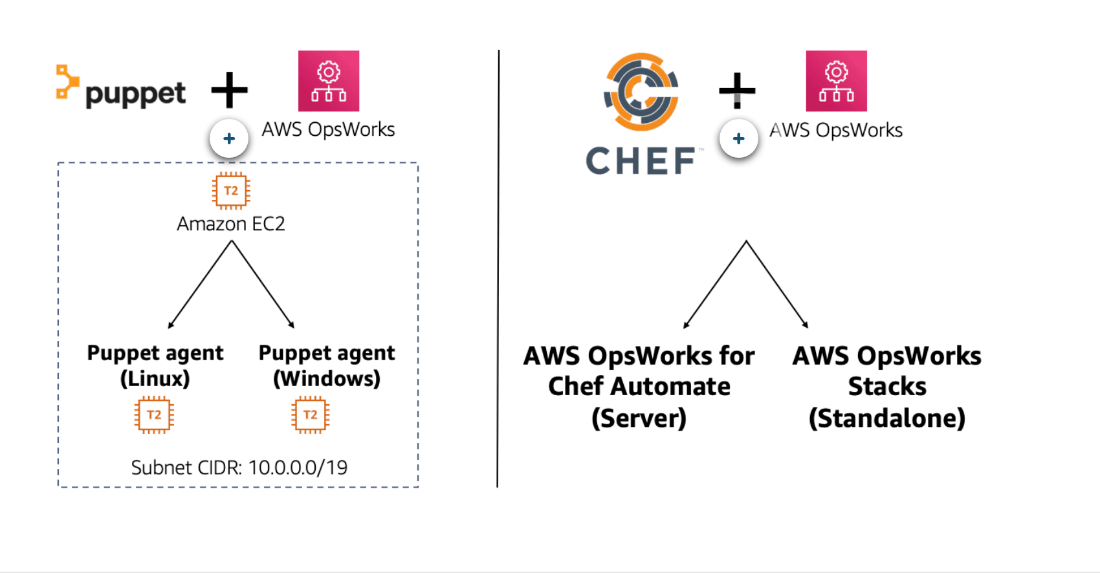 puppet
AWS OpsWorks
T2
Amazon EC2
Puppet agent
(Linux)
T2
Puppet agent
(Windows)
T2
Subnet CIDR: 10.0.0.0/19
CHEF™
AWS OpsWorks
AWS OpsWorks for
Chef Automate
(Server)
AWS OpsWorks
Stacks
(Standalone)